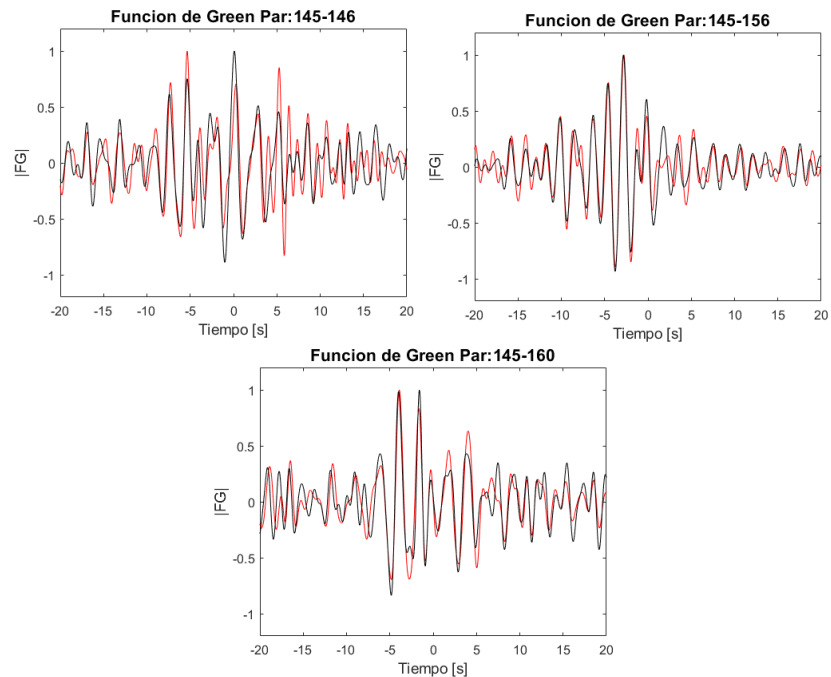 Funcion de Green Par:145-146
1
0.5
0
-0.5
-1
|FG|
-20 -15 -10 -5 0 5 10 15 20
Tiempo [s]
Funcion de Green Par:145-156
1
0.5
0
-0.5
-1
|FG|
-20 -15 -10 -5 0 5 10 15 20
Tiempo [s]
Funcion de Green Par:145-160
1
0.5
0
-0.5
-1
|FG|
-20 -15 -10 -5 0 5 10 15 20
Tiempo [s]